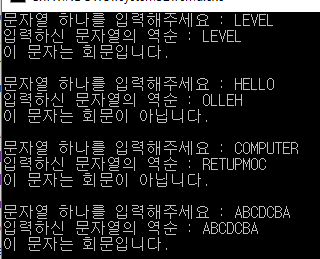 문자열 하나를 입력해주세요 : LEVEL
입력하신 문자열의 역순 : LEVEL
이 문자는 회문입니다.
문자열 하나를 입력해주세요 : HELLO
입력하신 문자열의 역순 : OLLEH
이 문자는 회문이 아닙니다.
문자열 하나를 입력해주세요 : COMPUTER
입력하신 문자열의 역순 : RETUPMOC
이 문자는 회문이 아닙니다.
문자열 하나를 입력해주세요 : ABCDCBA
입력하신 문자열의 역순 : ABCDCBA
이 문자는 회문입니다.